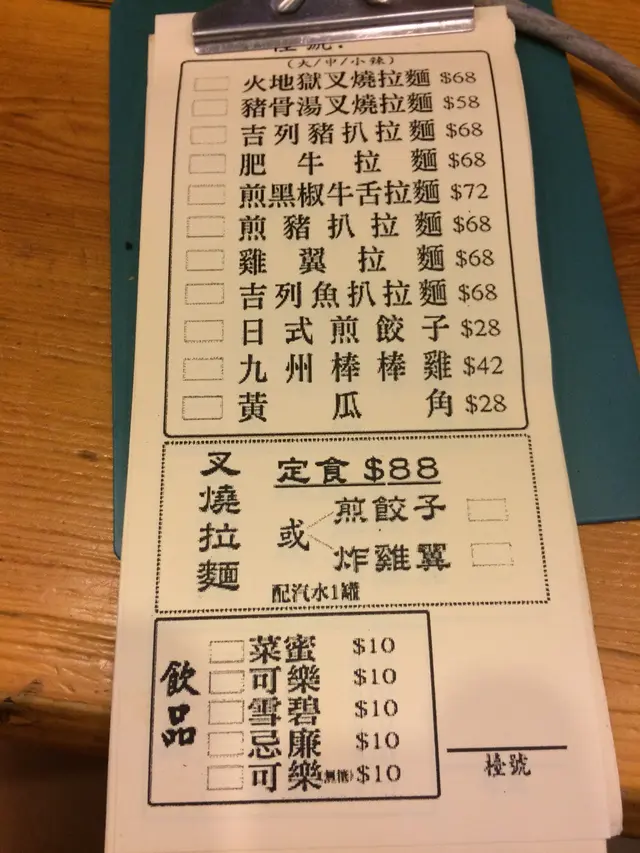 (大/中/小辣)
火地獄叉燒拉麵 $68
豬骨湯叉燒拉麵 $58
吉列豬扒拉麵 $68
肥牛拉麵 $68
煎黑椒牛舌拉麵 $72
煎豬扒拉麵 $68
雞翼拉麵 $68
吉列魚扒拉麵 $68
日式煎餃子 $28
九州棒棒雞 $42
黃瓜角 $28
叉燒拉麵
定食 $88
或
煎餃子
炸雞翼
配汽水1罐
飲品
菜蜜 $10
可樂 $10
雪碧 $10
忌廉 $10
可樂 $10
檯號